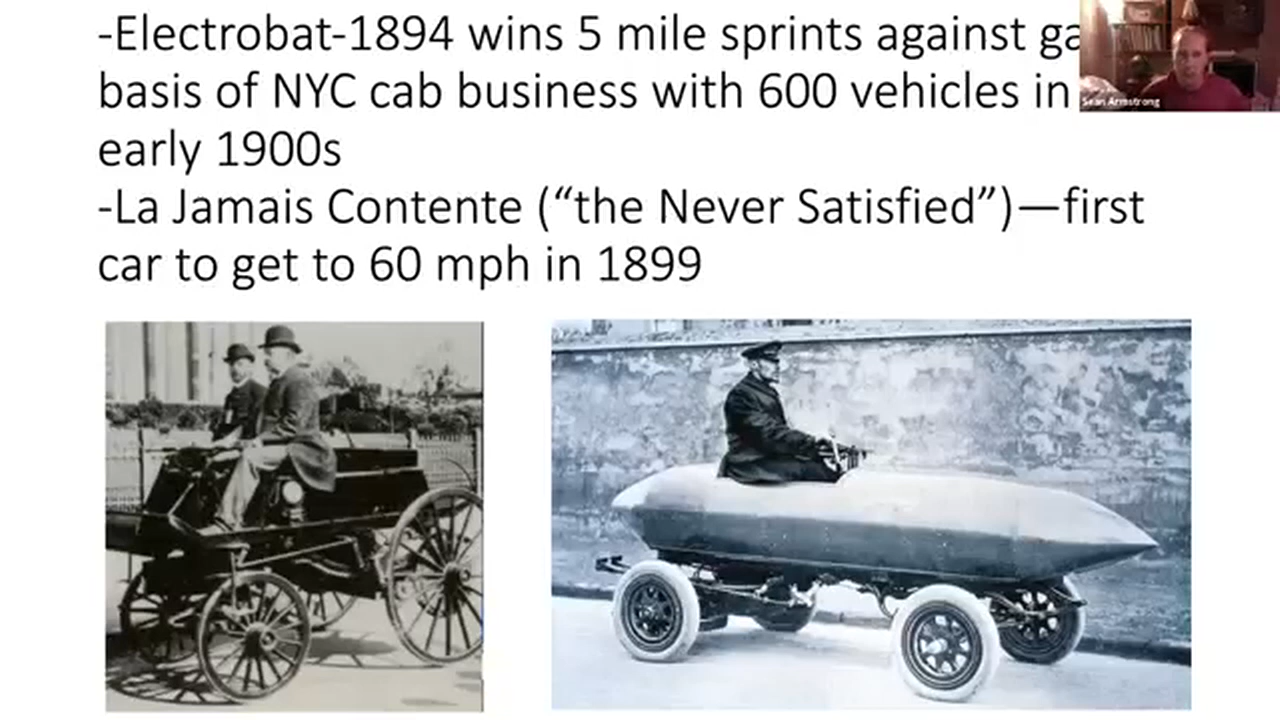 -Electrobat-1894 wins 5 mile sprints against
basis of NYC cab business with 600 vehicles in
early 1900s
-La Jamais Contente (“the Never Satisfied”)—first
car to get to 60 mph in 1899
Sean Armstrong